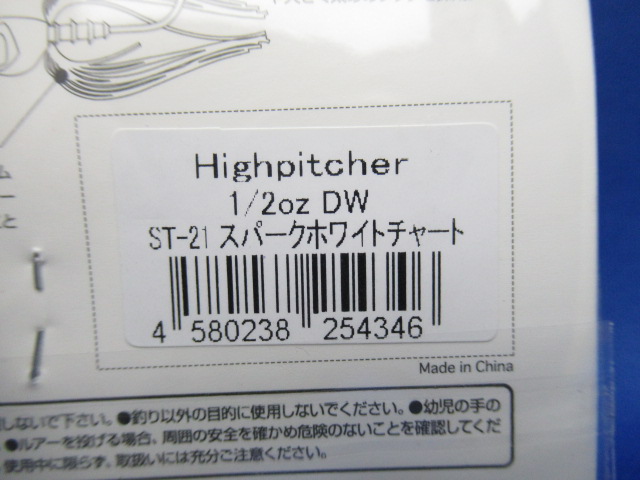 Highpitcher
1/2oz DW
ST-21 スパークホワイトチャート
4 580238 254346
Made in China
しないで下さい。●釣り以外の目的に使用しないでください。●幼児の手の
●ルアーを投げる場合、周囲の安全を確かめ危険のないことを確認してくだ
使用中に限らず、取扱いには充分ご注意ください。